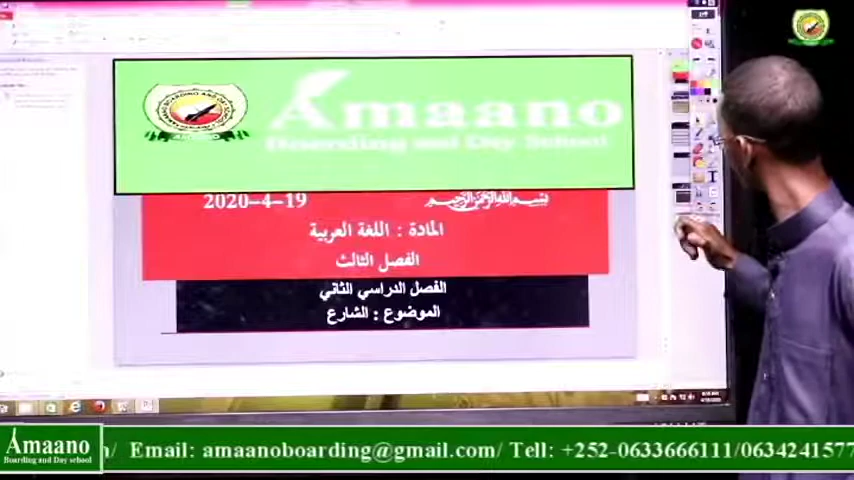 Amaano
Boarding and Day School
2020-4-19
بسم الله الرحمن الرحيم
المادة : اللغة العربية
الفصل الثالث
الفصل الدراسي الثاني
الموضوع : الشارع
Amaano
Boarding and Day school
/ Email: amaanoboarding@gmail.com/ Tell: +252-0633666111/063424157